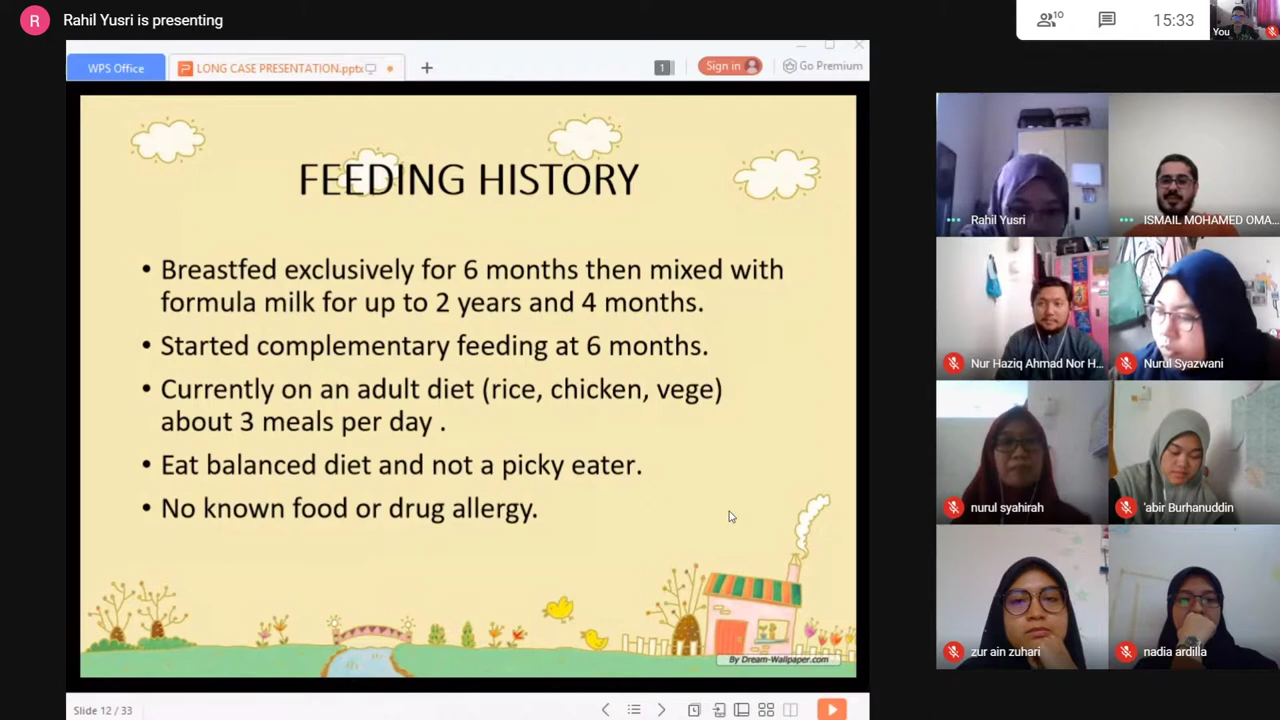 R Rahil Yusri is presenting
10
15:33
You
WPS Office
LONG CASE PRESENTATION.pptx
+
1
Sign in
Go Premium
FEEDING HISTORY
• Breastfed exclusively for 6 months then mixed with
formula milk for up to 2 years and 4 months.
• Started complementary feeding at 6 months.
• Currently on an adult diet (rice, chicken, vege)
about 3 meals per day .
• Eat balanced diet and not a picky eater.
• No known food or drug allergy.
By Dream-Wallpaper.com
Slide 12 / 33
Rahil Yusri
ISMAIL MOHAMED OMA...
Nur Haziq Ahmad Nor H...
Nurul Syazwani
nurul syahirah
'abir Burhanuddin
zur ain zuhari
nadia ardilla